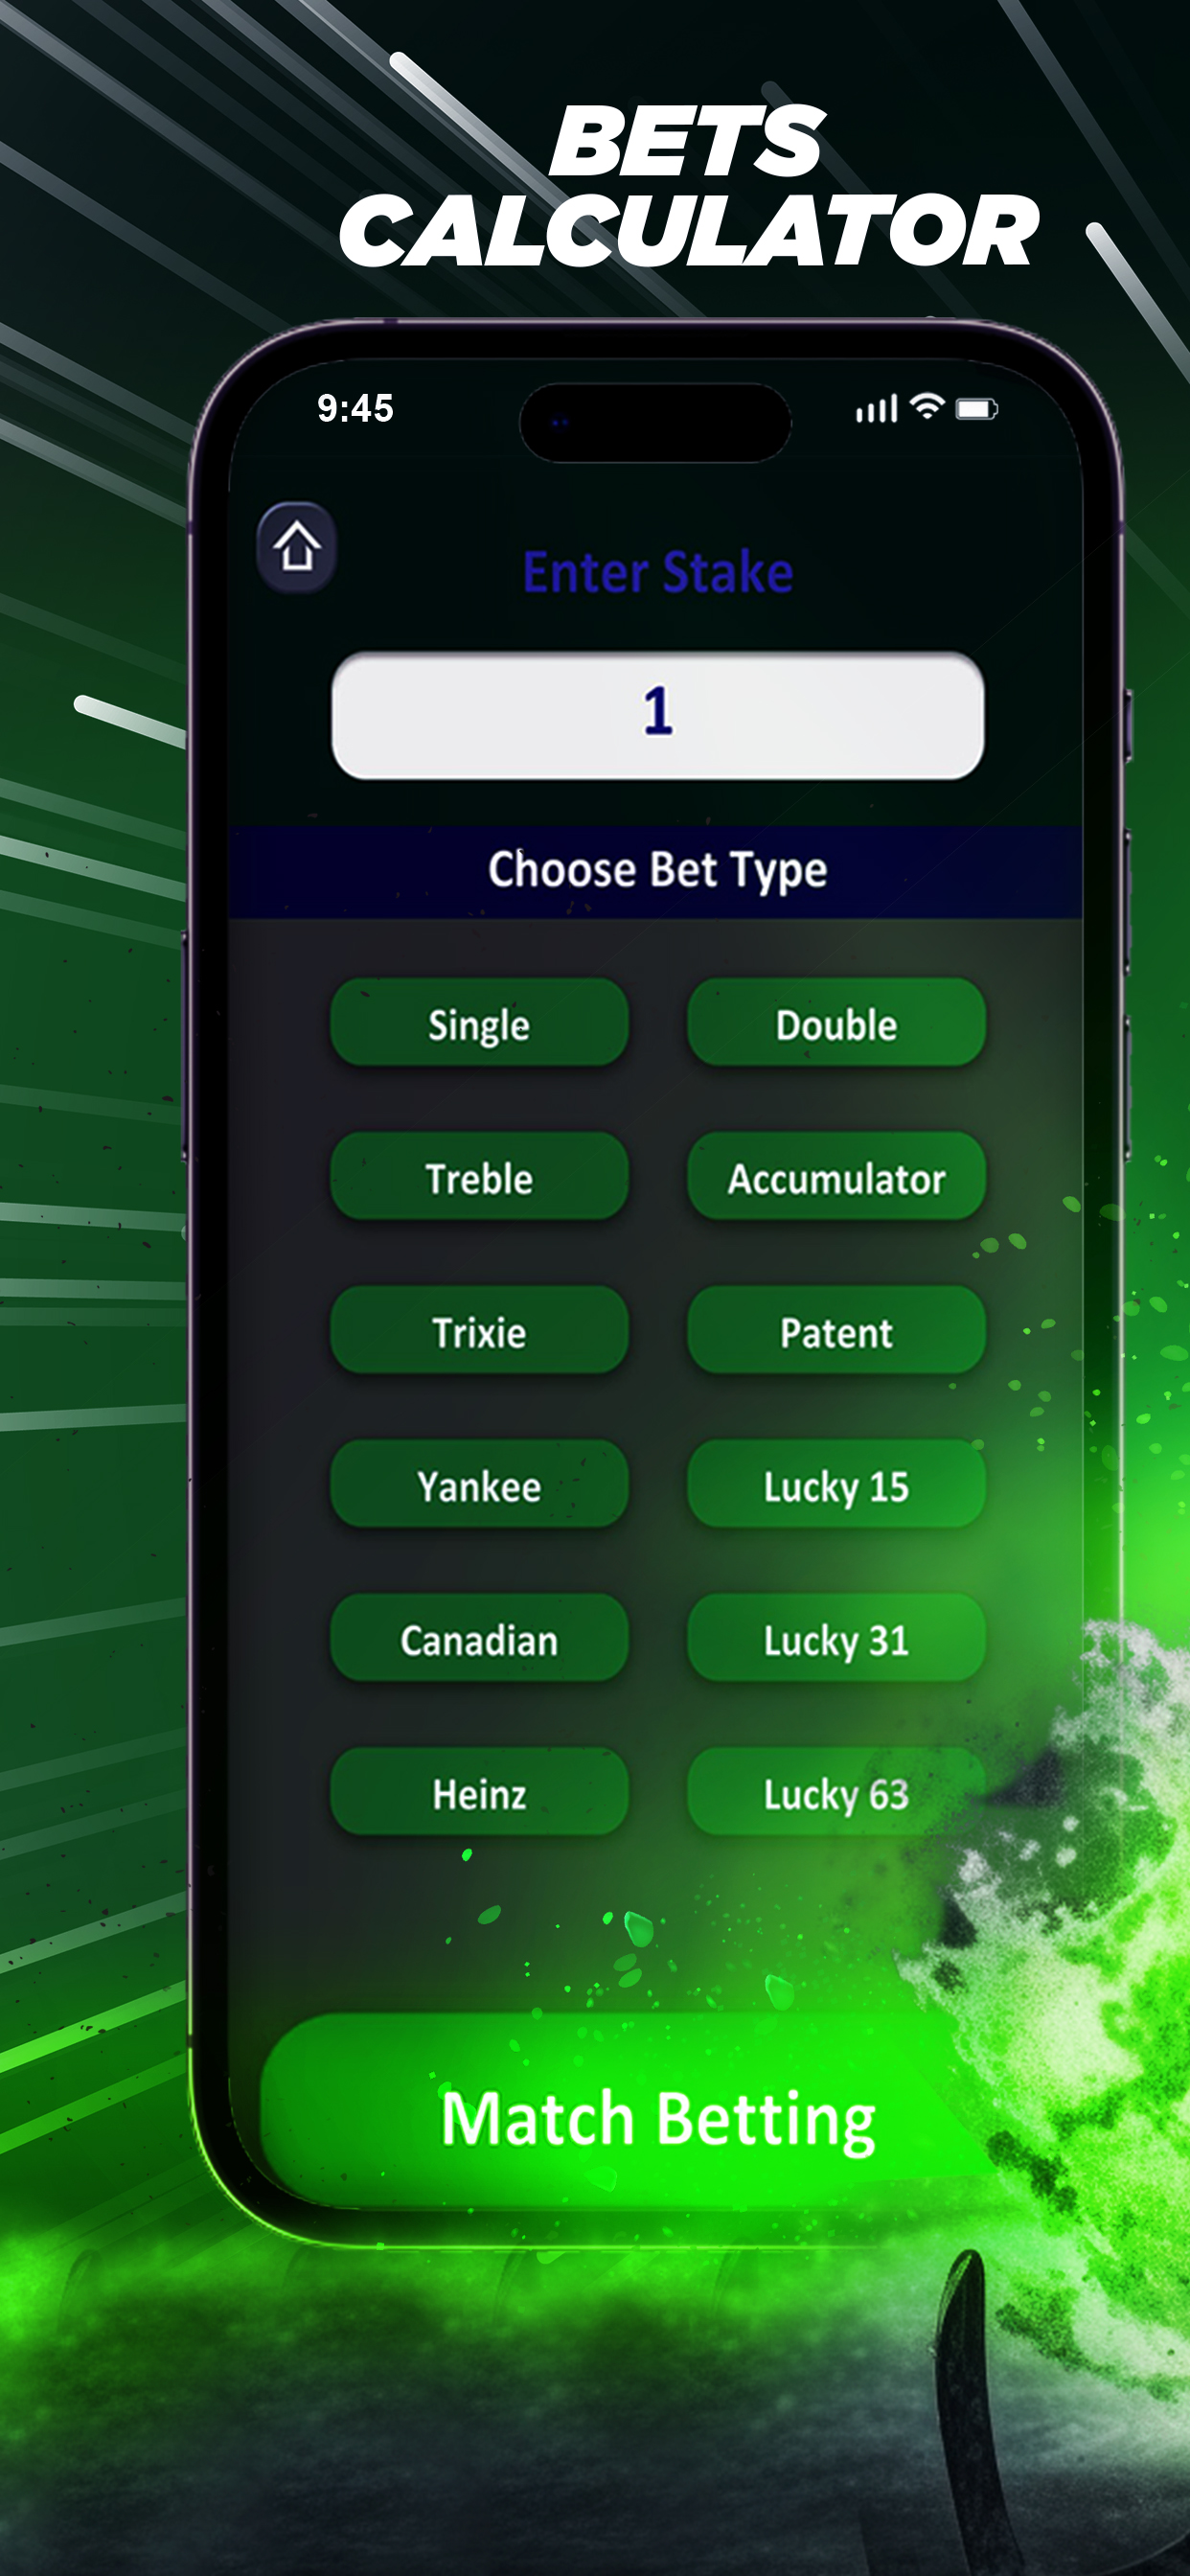 BETS
CALCULATOR
9:45
Enter Stake
1
Choose Bet Type
Single
Double
Treble
Accumulator
Trixie
Patent
Yankee
Lucky 15
Canadian
Lucky 31
Heinz
Lucky 63
Match Betting